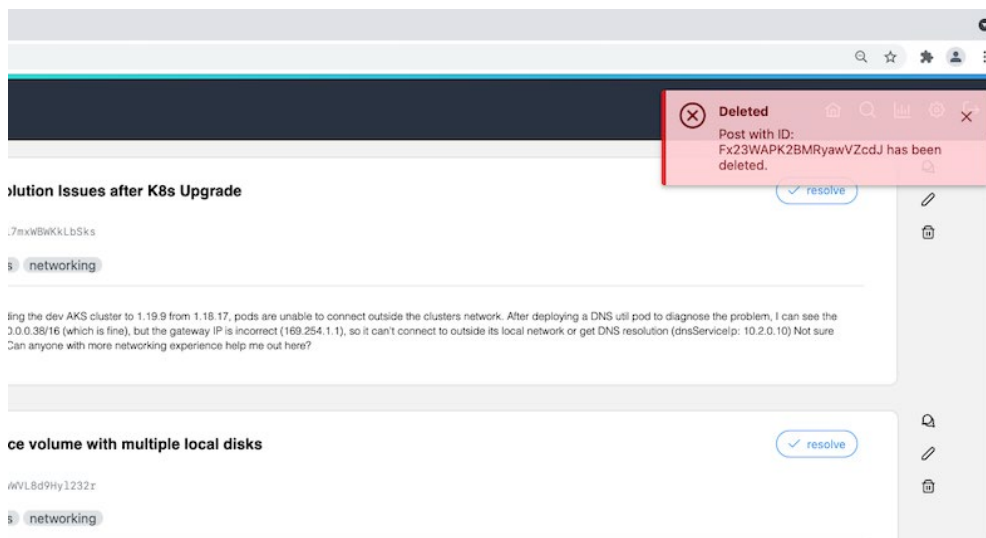 Deleted
Post with ID:
Fx23WAPK2BMRyawVZcdJ has been
deleted.
olution Issues after K8s Upgrade
resolve
.7mxWBWKkLbSks
s networking
ding the dev AKS cluster to 1.19.9 from 1.18.17, pods are unable to connect outside the clusters network. After deploying a DNS util pod to diagnose the problem, I can see the
0.0.0.38/16 (which is fine), but the gateway IP is incorrect (169.254.1.1), so it can't connect to outside its local network or get DNS resolution (dnsServiceIp: 10.2.0.10) Not sure
Can anyone with more networking experience help me out here?
ce volume with multiple local disks
resolve
WVL8d9Hyl232r
s networking